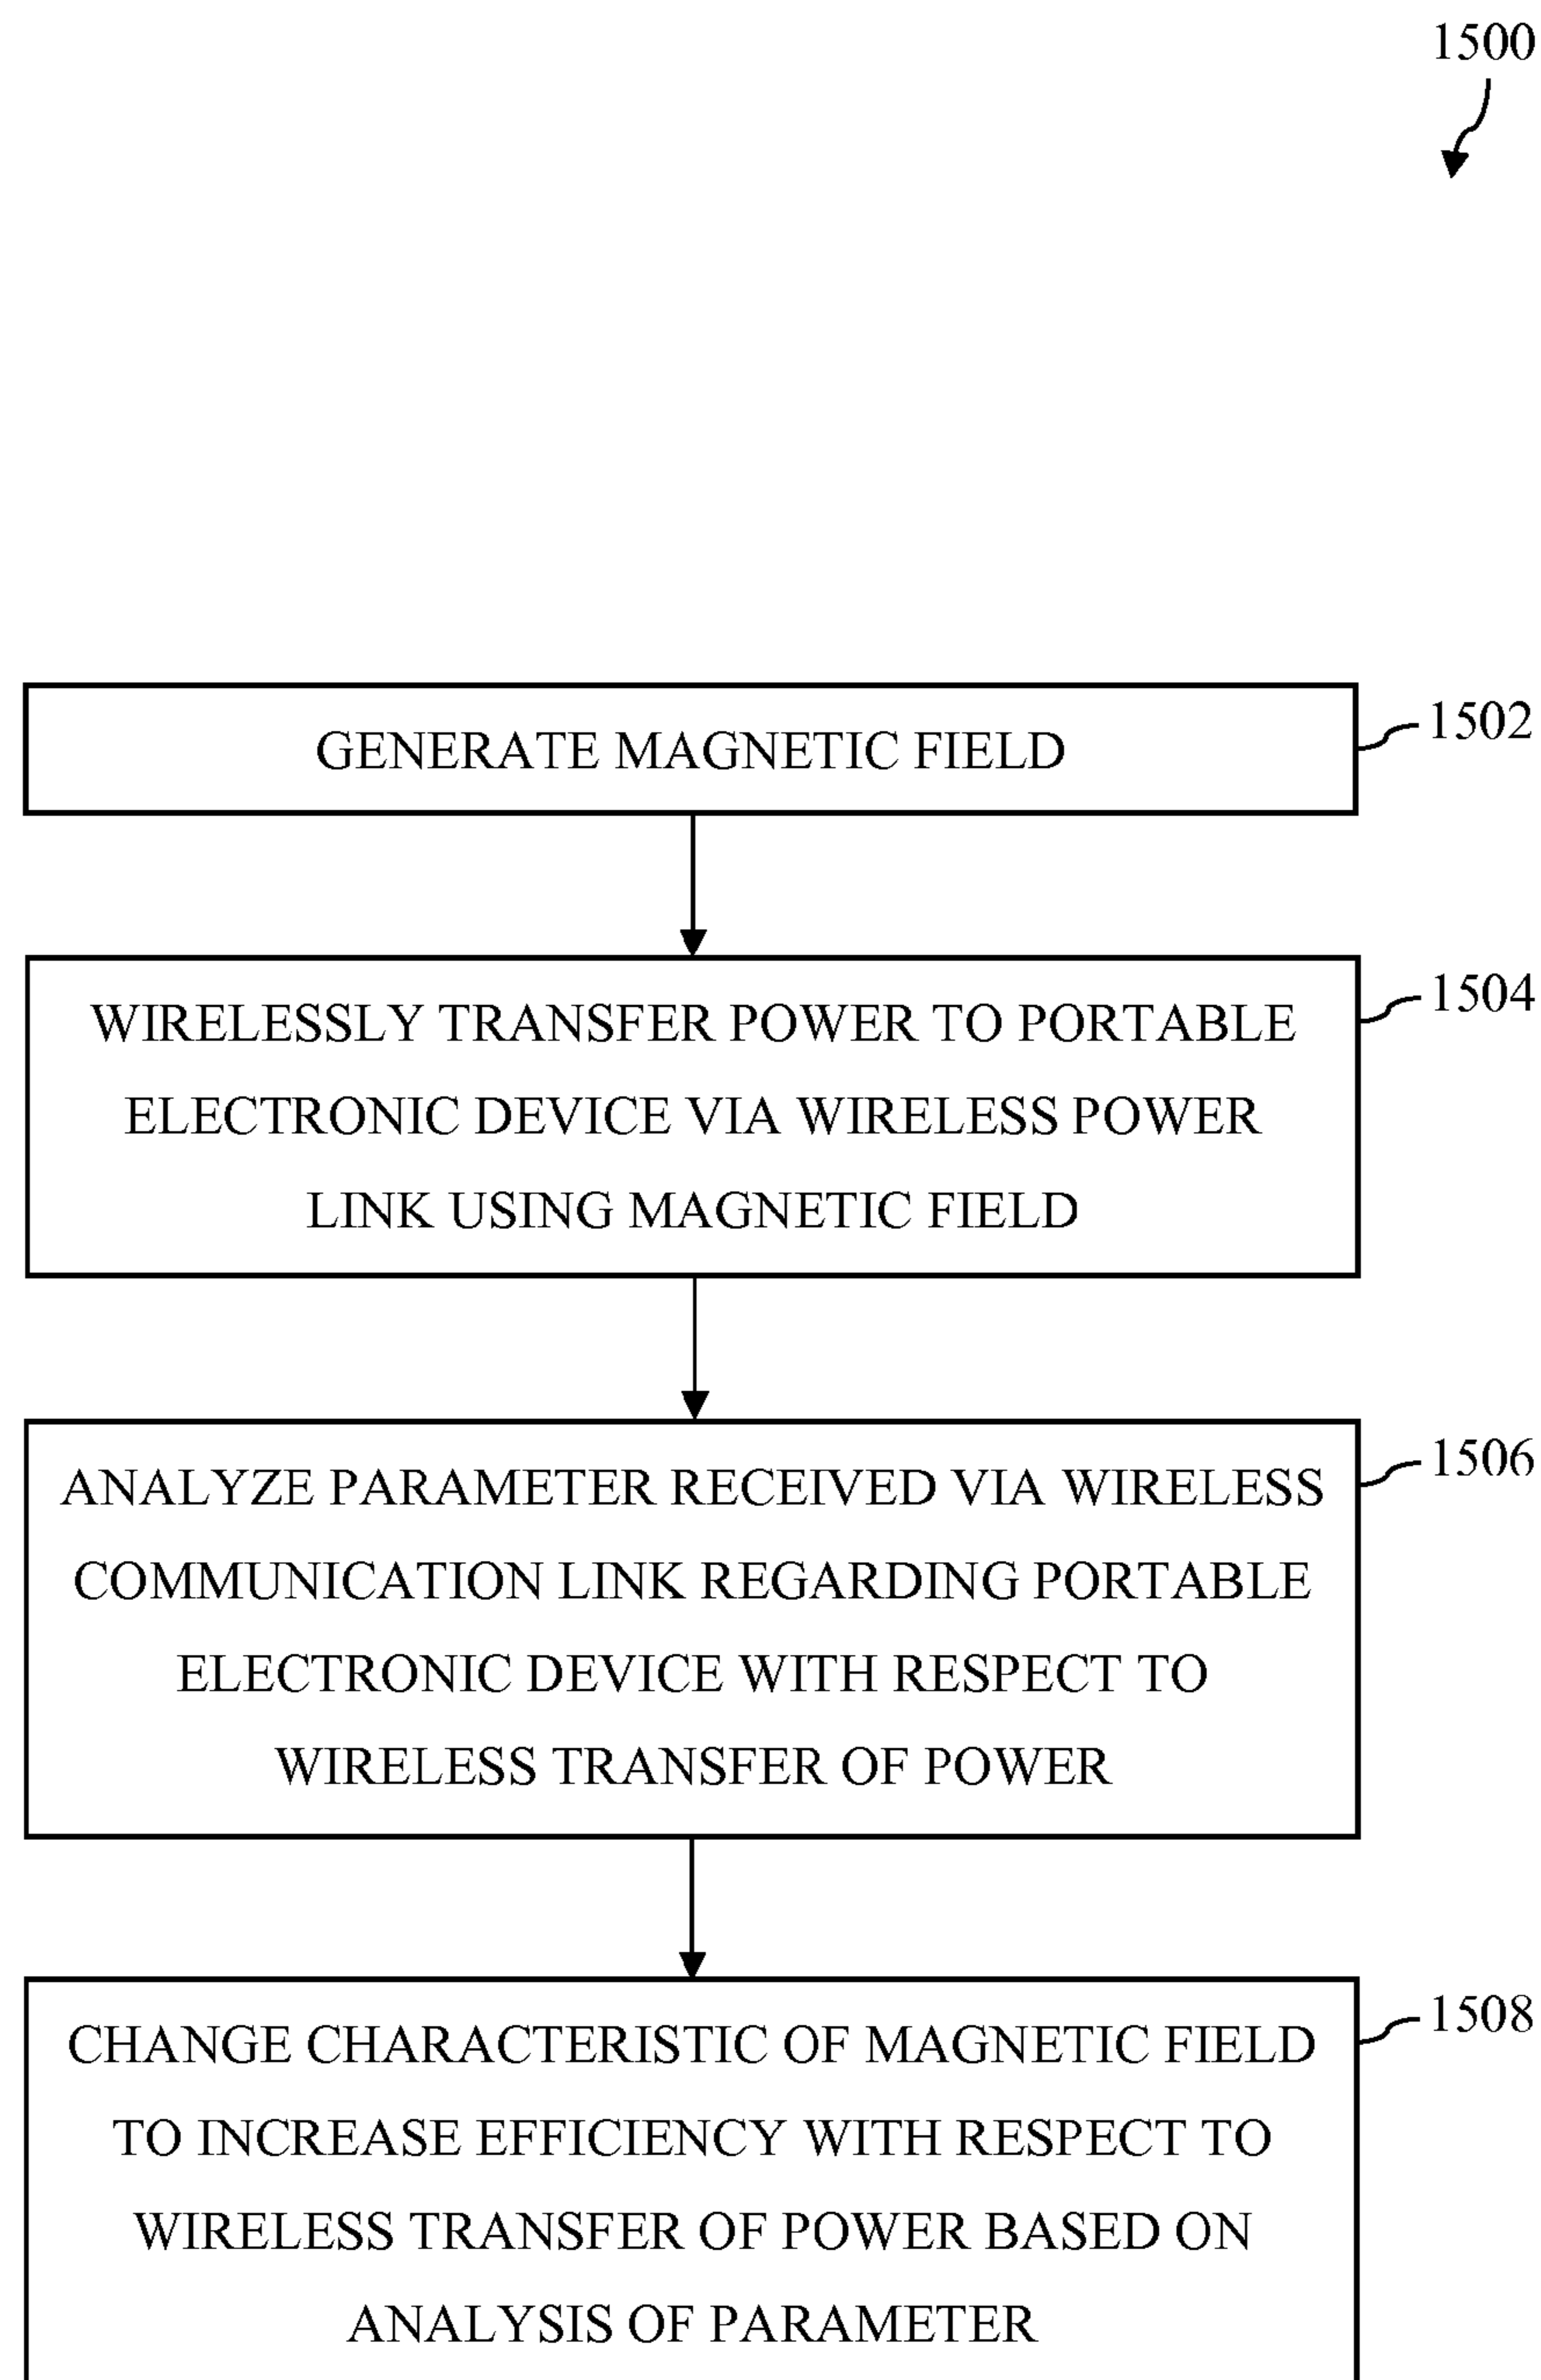 1500
GENERATE MAGNETIC FIELD
1502
WIRELESSLY TRANSFER POWER TO PORTABLE
ELECTRONIC DEVICE VIA WIRELESS POWER
LINK USING MAGNETIC FIELD
1504
ANALYZE PARAMETER RECEIVED VIA WIRELESS
COMMUNICATION LINK REGARDING PORTABLE
ELECTRONIC DEVICE WITH RESPECT TO
WIRELESS TRANSFER OF POWER
1506
CHANGE CHARACTERISTIC OF MAGNETIC FIELD
TO INCREASE EFFICIENCY WITH RESPECT TO
WIRELESS TRANSFER OF POWER BASED ON
ANALYSIS OF PARAMETER
1508